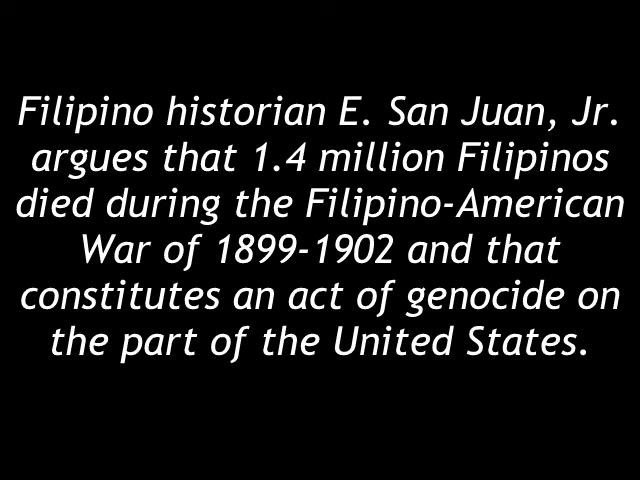 Filipino historian E. San Juan, Jr.
argues that 1.4 million Filipinos
died during the Filipino-American
War of 1899-1902 and that
constitutes an act of genocide on
the part of the United States.